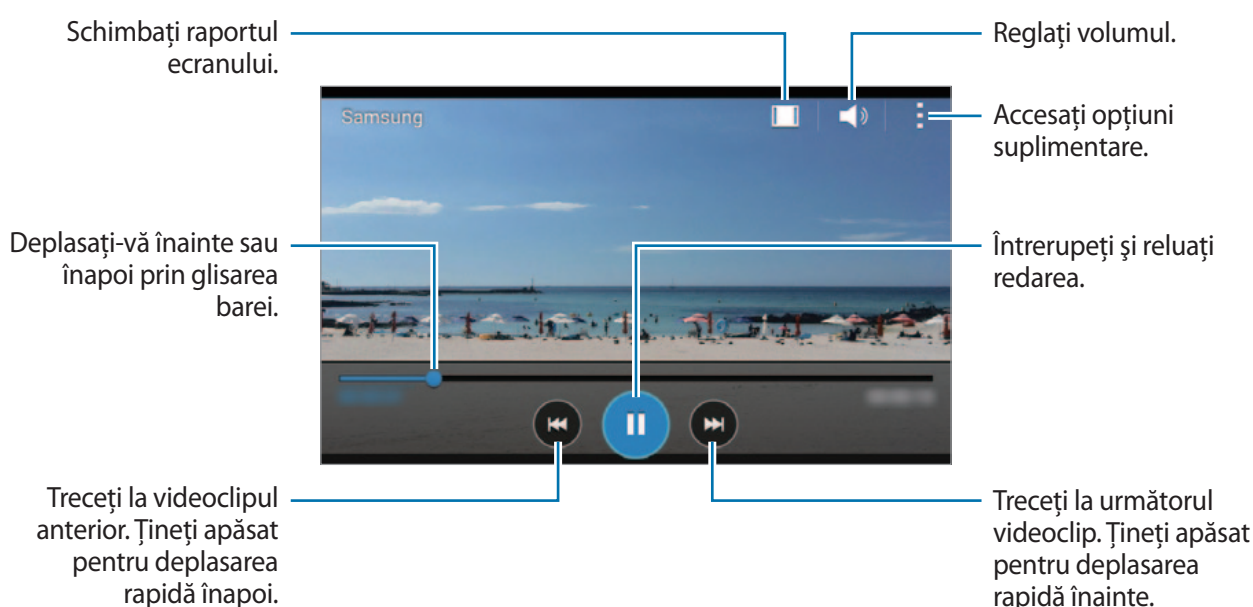 Schimbați raportul
ecranului.
Reglați volumul.
Samsung
Accesați opțiuni
suplimentare.
Deplasați-vă înainte sau
înapoi prin glisarea
barei.
Întrerupeți şi reluați
redarea.
Treceți la videoclipul
anterior. Țineți apăsat
pentru deplasarea
rapidă înapoi.
Treceți la următorul
videoclip. Țineți apăsat
pentru deplasarea
rapidă înainte.